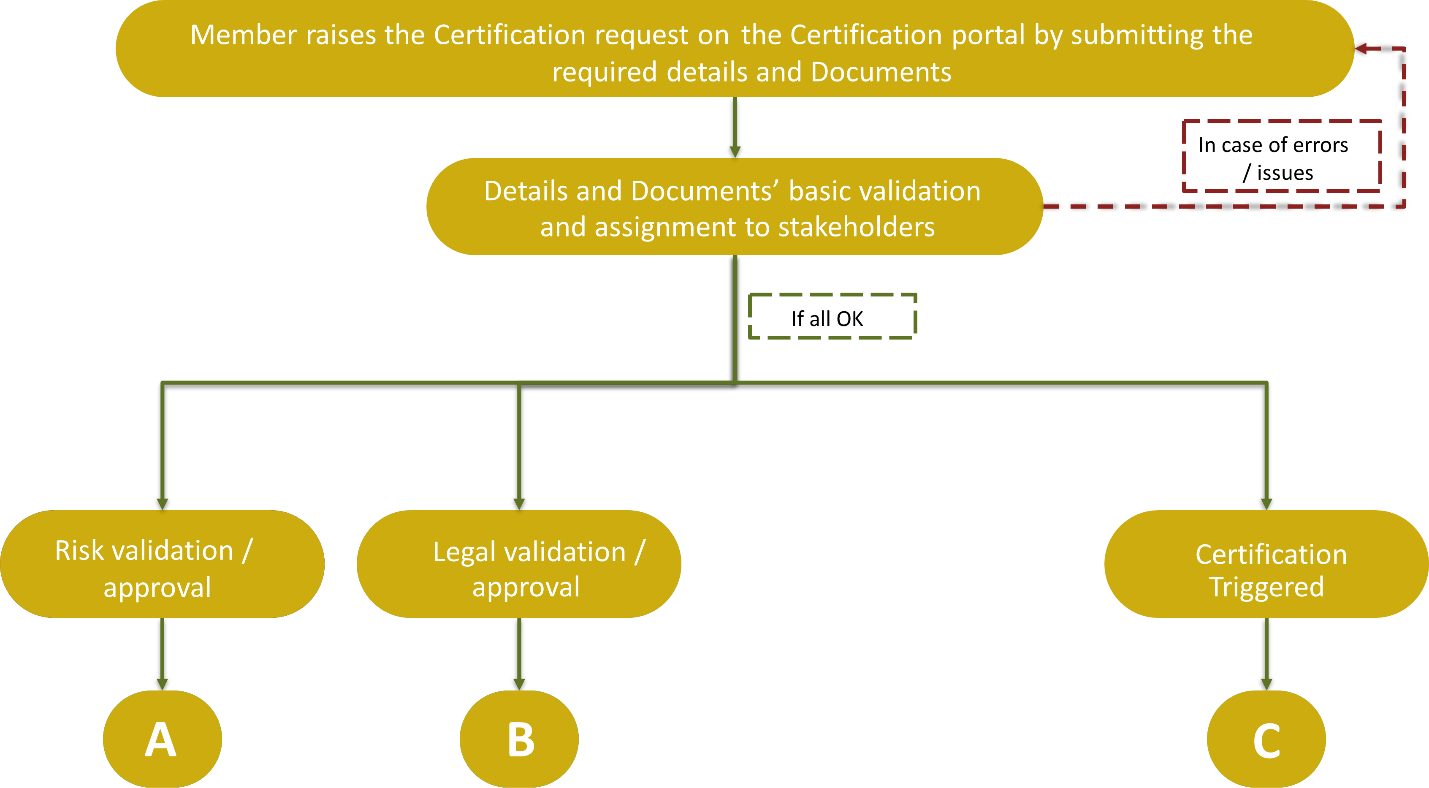 Member raises the Certification request on the Certification portal by submitting the
required details and Documents
In case of errors
/ issues
Details and Documents’ basic validation
and assignment to stakeholders
If all OK
Risk validation /
approval
Legal validation /
approval
Certification
Triggered
A
B
C